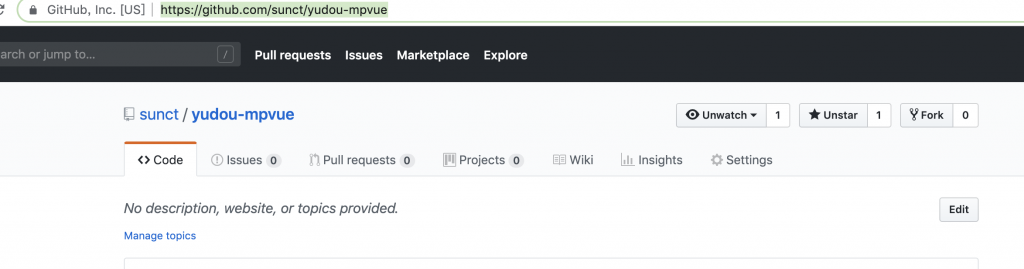 GitHub, Inc. [US] | https://github.com/sunct/yudou-mpvue
arch or jump to... / Pull requests Issues Marketplace Explore
sunct / yudou-mpvue Unwatch 1 Unstar 1 Fork 0
Code Issues 0 Pull requests 0 Projects 0 Wiki Insights Settings
No description, website, or topics provided. Edit
Manage topics